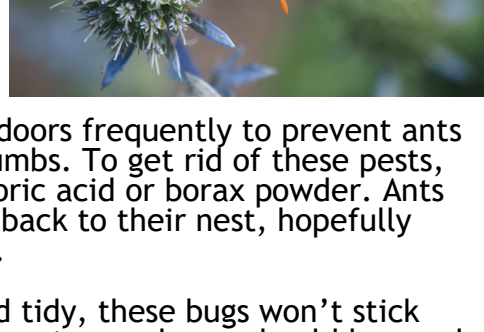 doors frequently to prevent ants
umbs. To get rid of these pests,
oric acid or borax powder. Ants
back to their nest, hopefully
.
d tidy, these bugs won’t stick